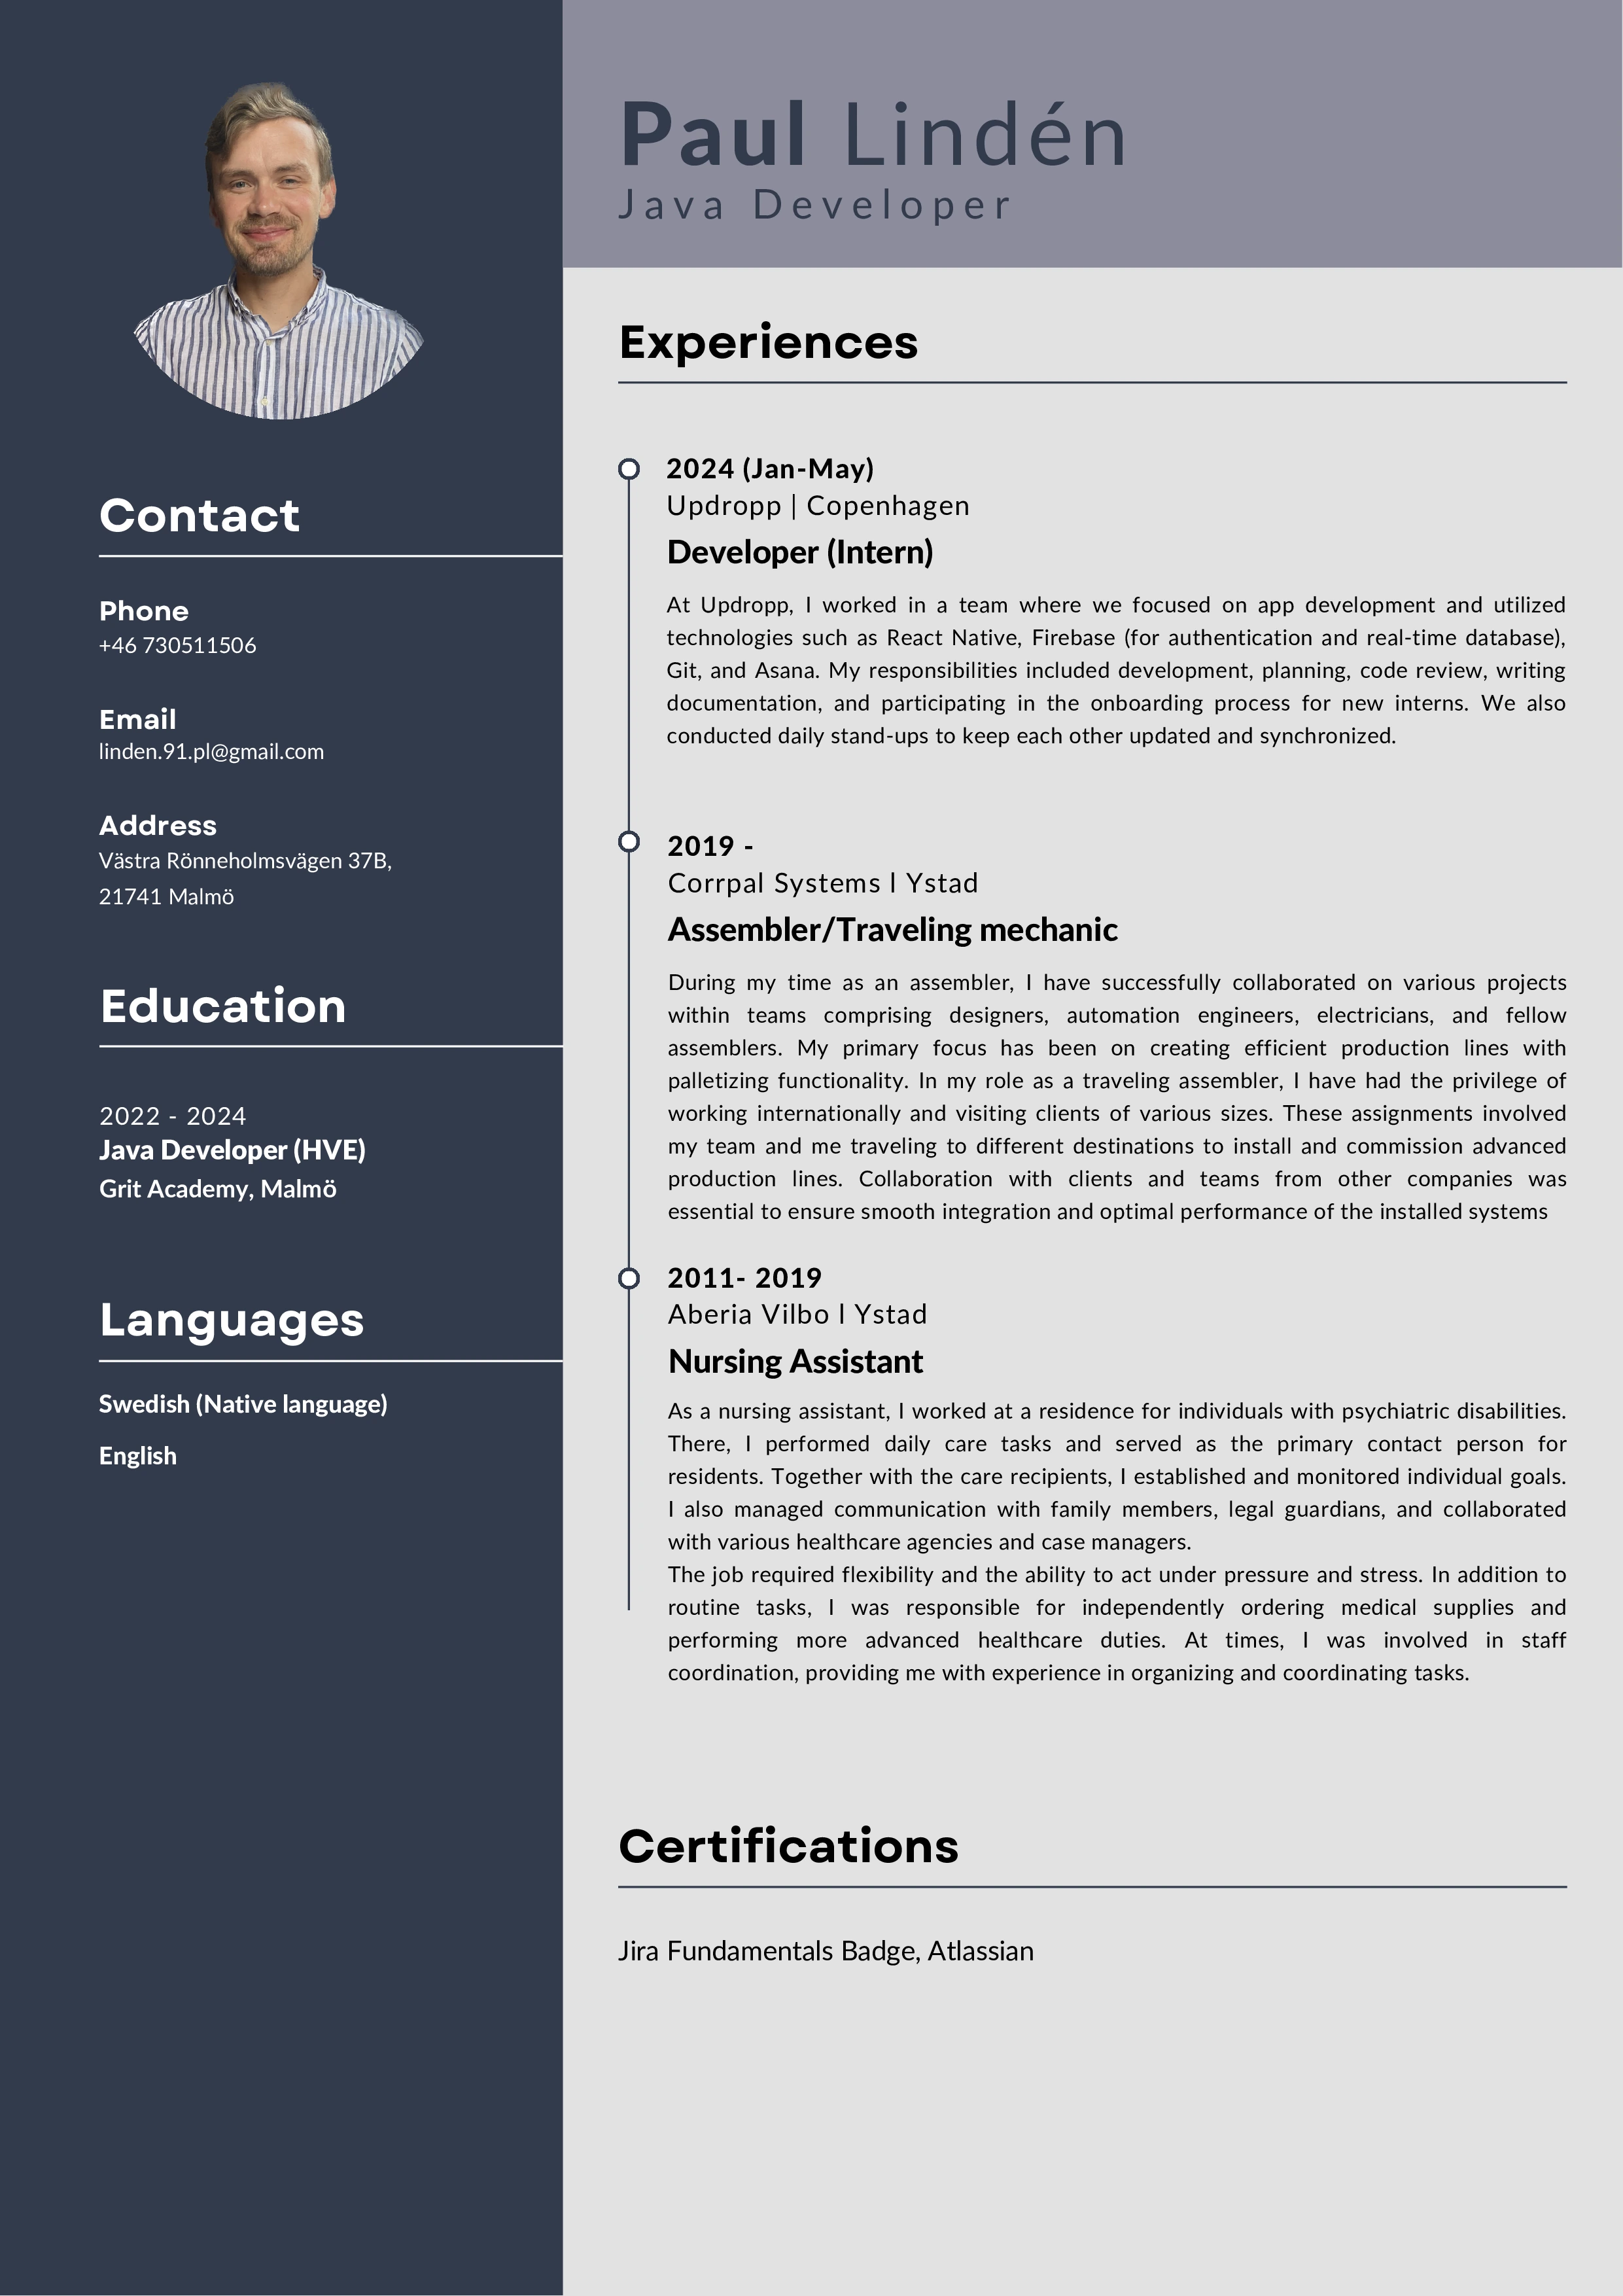 Paul Lindén
Java Developer
Contact
Phone
+46 730511506
Email
linden.91.pl@gmail.com
Address
Västra Rönneholmsvägen 37B,
21741 Malmö
Education
2022 - 2024
Java Developer (HVE)
Grit Academy, Malmö
Languages
Swedish (Native language)
English
Experiences
2024 (Jan-May)
Updropp | Copenhagen
Developer (Intern)
At Updropp, I worked in a team where we focused on app development and utilized
technologies such as React Native, Firebase (for authentication and real-time database),
Git, and Asana. My responsibilities included development, planning, code review, writing
documentation, and participating in the onboarding process for new interns. We also
conducted daily stand-ups to keep each other updated and synchronized.
2019 -
Corrpal Systems l Ystad
Assembler/Traveling mechanic
During my time as an assembler, I have successfully collaborated on various projects
within teams comprising designers, automation engineers, electricians, and fellow
assemblers. My primary focus has been on creating efficient production lines with
palletizing functionality. In my role as a traveling assembler, I have had the privilege of
working internationally and visiting clients of various sizes. These assignments involved
my team and me traveling to different destinations to install and commission advanced
production lines. Collaboration with clients and teams from other companies was
essential to ensure smooth integration and optimal performance of the installed systems
2011- 2019
Aberia Vilbo l Ystad
Nursing Assistant
As a nursing assistant, I worked at a residence for individuals with psychiatric disabilities.
There, I performed daily care tasks and served as the primary contact person for
residents. Together with the care recipients, I established and monitored individual goals.
I also managed communication with family members, legal guardians, and collaborated
with various healthcare agencies and case managers.
The job required flexibility and the ability to act under pressure and stress. In addition to
routine tasks, I was responsible for independently ordering medical supplies and
performing more advanced healthcare duties. At times, I was involved in staff
coordination, providing me with experience in organizing and coordinating tasks.
Certifications
Jira Fundamentals Badge, Atlassian